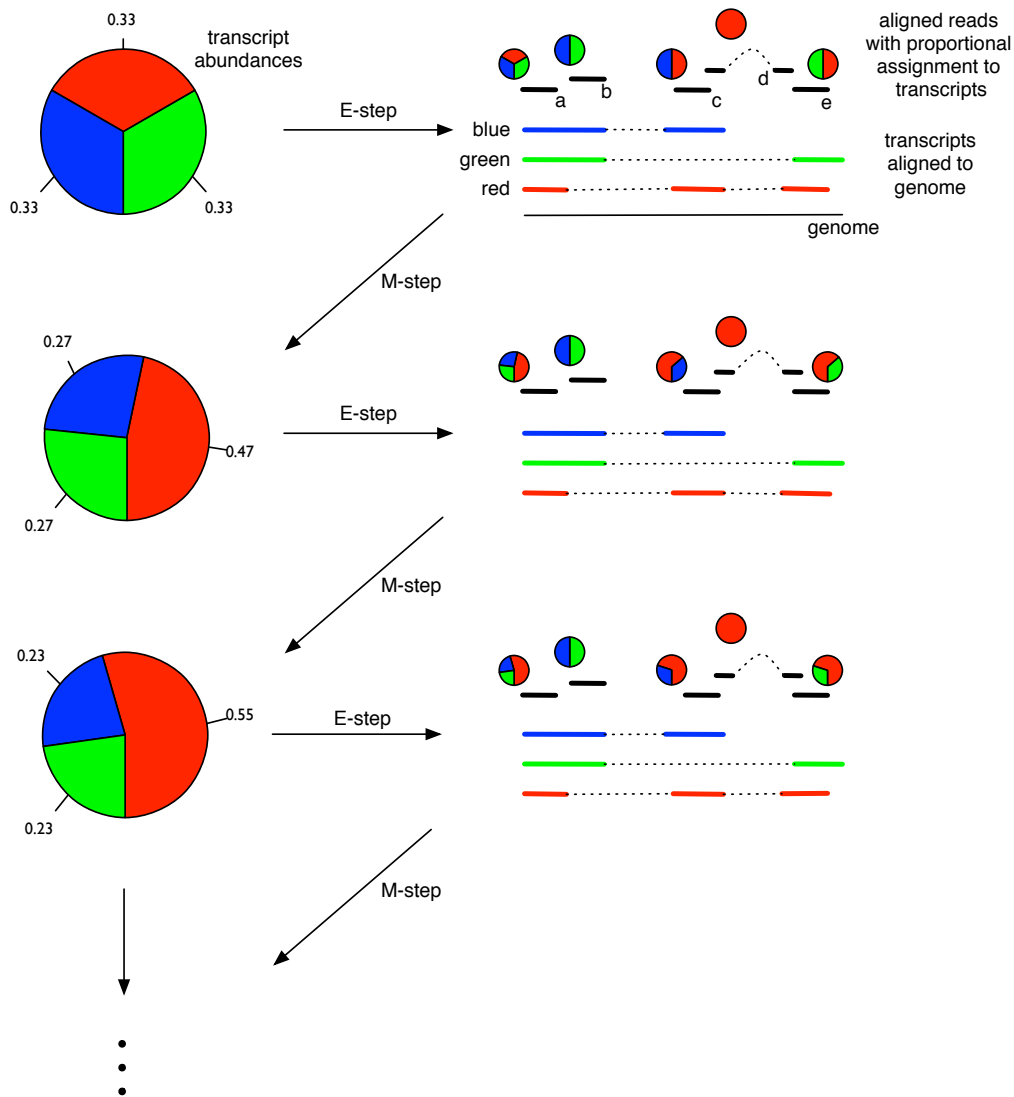 0.33
transcript
abundances
0.33
0.33
E-step
a
b
c
d
e
aligned reads
with proportional
assignment to
transcripts
blue
green
red
transcripts
aligned to
genome
genome
M-step
0.27
0.47
0.27
E-step
M-step
0.23
0.55
0.23
E-step
M-step